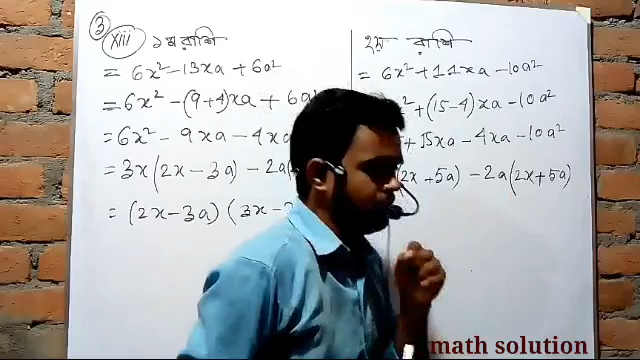 3 xiii ১ম রাশি
= 6x² - 13xa + 6a²
= 6x² - (9+4)xa + 6a
= 6x² - 9xa - 4xa
= 3x(2x - 3a) - 2a
= (2x - 3a)(3x -
২য় রাশি
= 6x² + 11xa - 10a²
² + (15-4)xa - 10a²
+ 15xa - 4xa - 10a²
(2x + 5a) - 2a(2x + 5a)
math solution